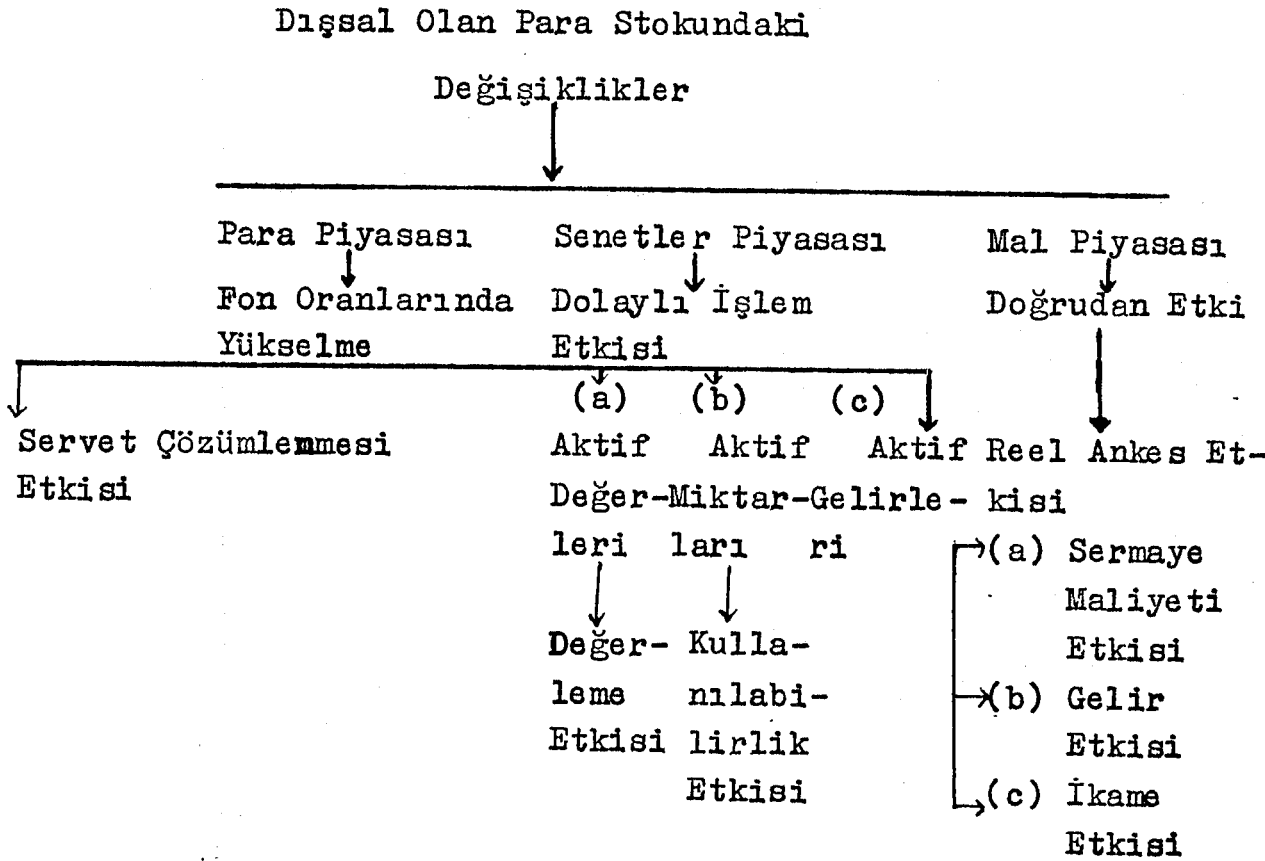 Dışsal Olan Para Stokundaki
Değişiklikler
Para Piyasası Senetler Piyasası Mal Piyasası
Fon Oranlarında Dolaylı İşlem Doğrudan Etki
Yükselme Etkisi
(a) (b) (c)
Servet Çözümlemmesi Aktif Aktif Aktif Reel Ankes Et-
Etkisi Değer-Miktar-Gelirle- kisi
leri ları ri (a) Sermaye
Maliyeti
Değer- Kulla- Etkisi
leme nılabi- (b) Gelir
Etkisi lirlik Etkisi
Etkisi (c) İkame
Etkisi